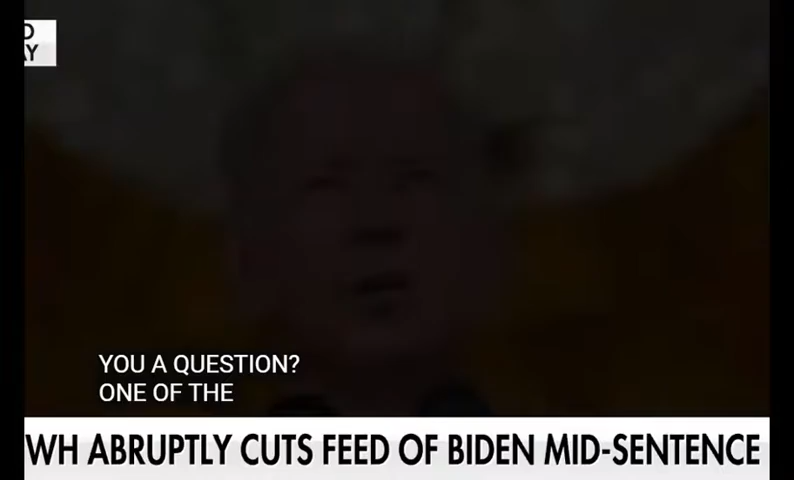 YOU A QUESTION?
ONE OF THE
WH ABRUPTLY CUTS FEED OF BIDEN MID-SENTENCE